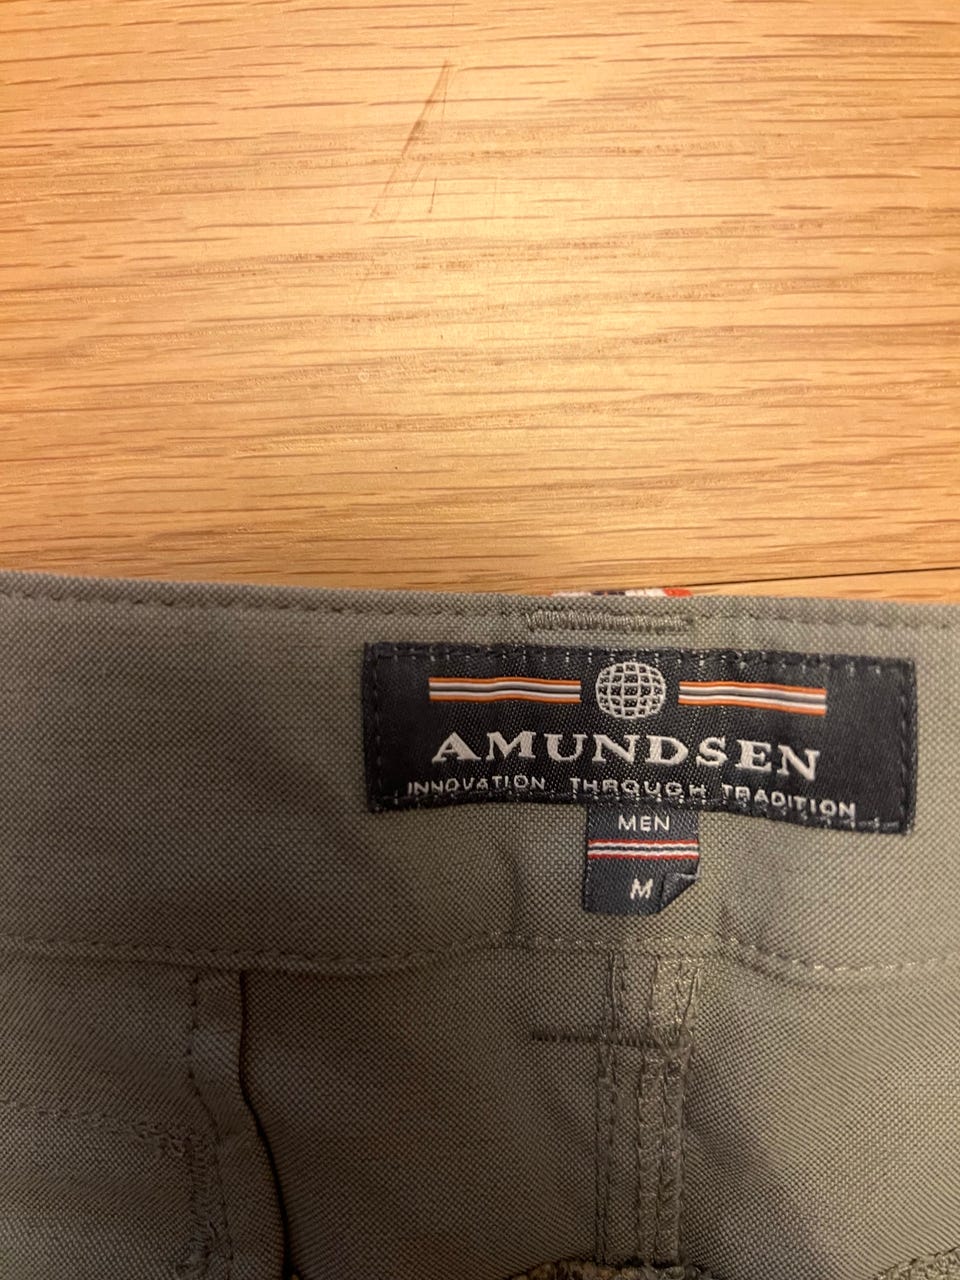 AMUNDSEN
INNOVATION THROUGH TRADITION
MEN
M